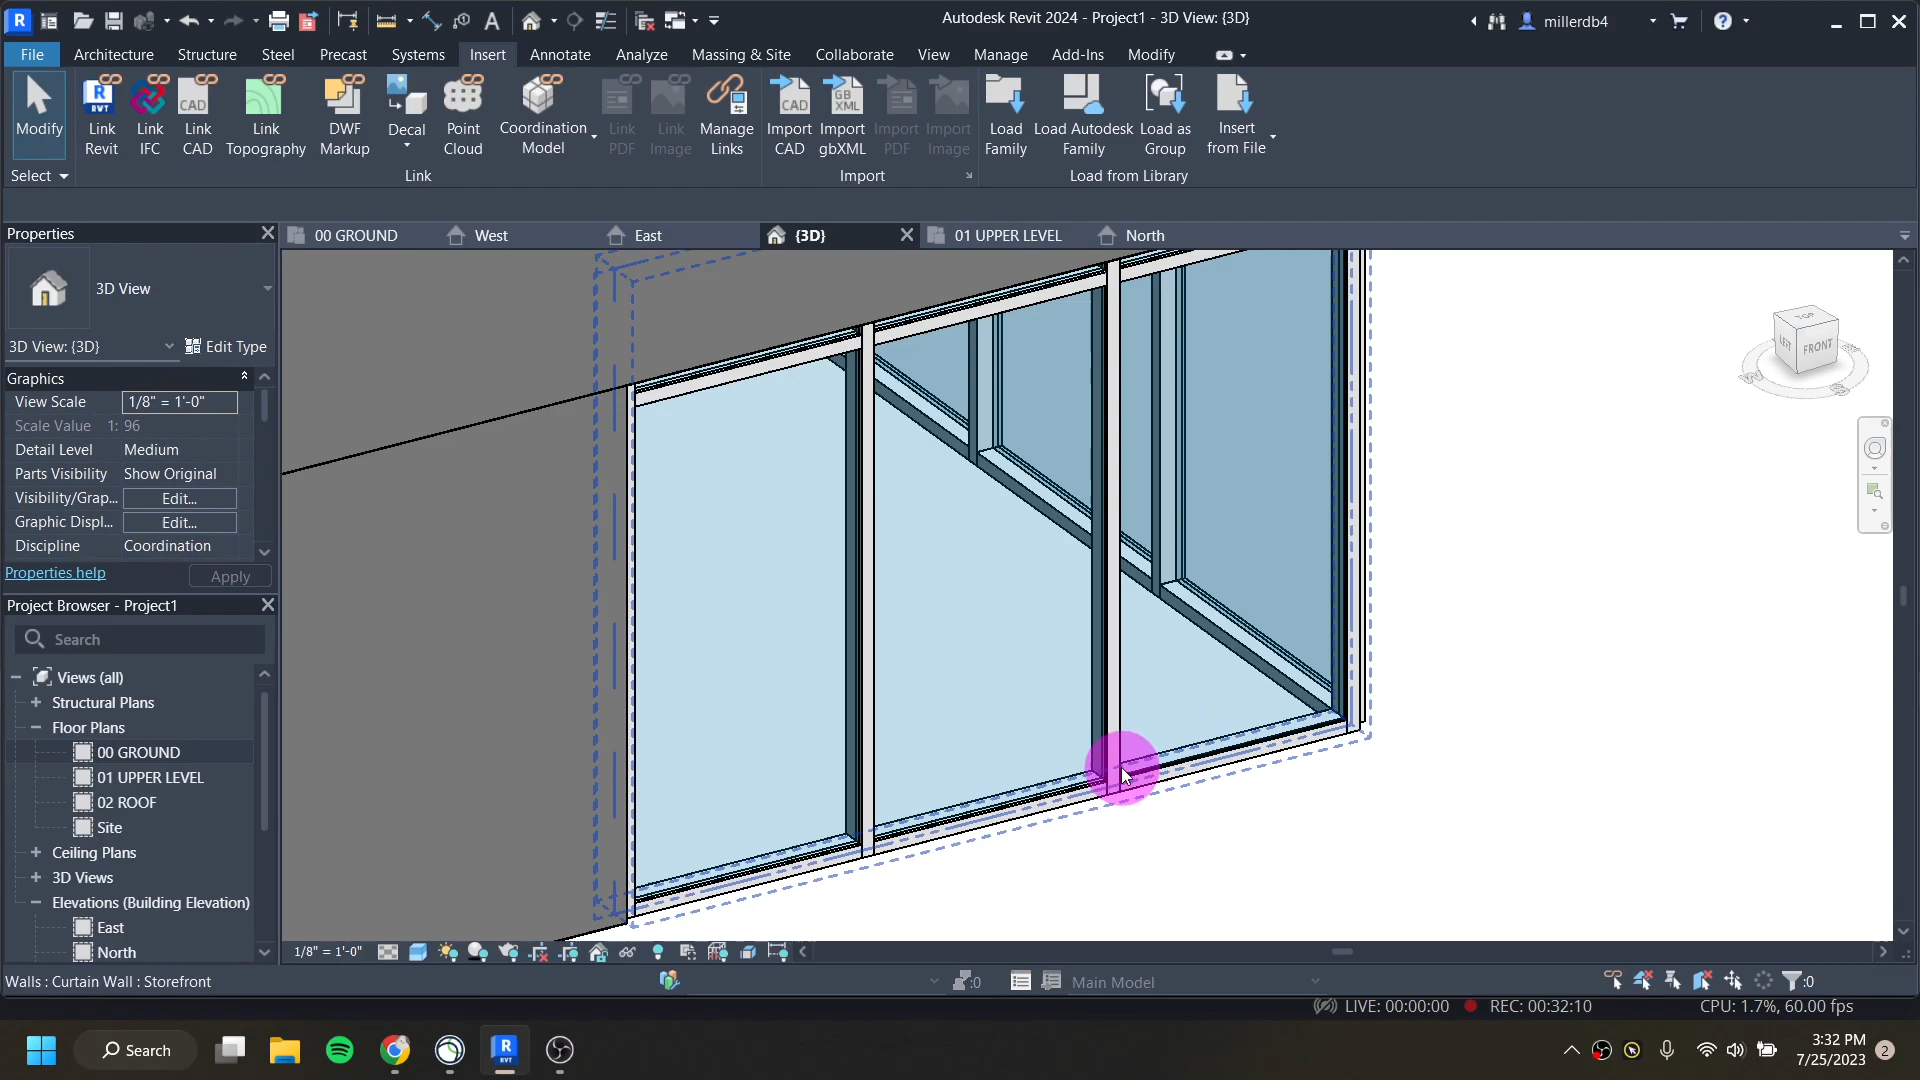 Autodesk Revit 2024 - Project1 - 3D View: {3D}
millerdb4
File Architecture Structure Steel Precast Systems Insert Annotate Analyze Massing & Site Collaborate View Manage Add-Ins Modify
Modify
Link Revit
Link IFC
Link CAD
Link Topography
DWF Markup
Decal
Point Cloud
Coordination Model
Link PDF
Link Image
Manage Links
Import CAD
Import gbXML
Import PDF
Import Image
Load Family
Load Autodesk Family
Load as Group
Insert from File
Select
Link
Import
Load from Library
Properties
00 GROUND
West
East
{3D}
01 UPPER LEVEL
North
3D View
3D View: {3D}
Edit Type
Graphics
View Scale 1/8" = 1'-0"
Scale Value 1: 96
Detail Level Medium
Parts Visibility Show Original
Visibility/Grap... Edit...
Graphic Displ... Edit...
Discipline Coordination
Properties help
Apply
Project Browser - Project1
Search
Views (all)
Structural Plans
Floor Plans
00 GROUND
01 UPPER LEVEL
02 ROOF
Site
Ceiling Plans
3D Views
Elevations (Building Elevation)
East
North
TOP
LEFT
FRONT
W
S
1/8" = 1'-0"
Walls : Curtain Wall : Storefront
:0
Main Model
:0
LIVE: 00:00:00
REC: 00:32:10
CPU: 1.7%, 60.00 fps
Search
3:32 PM
7/25/2023
2